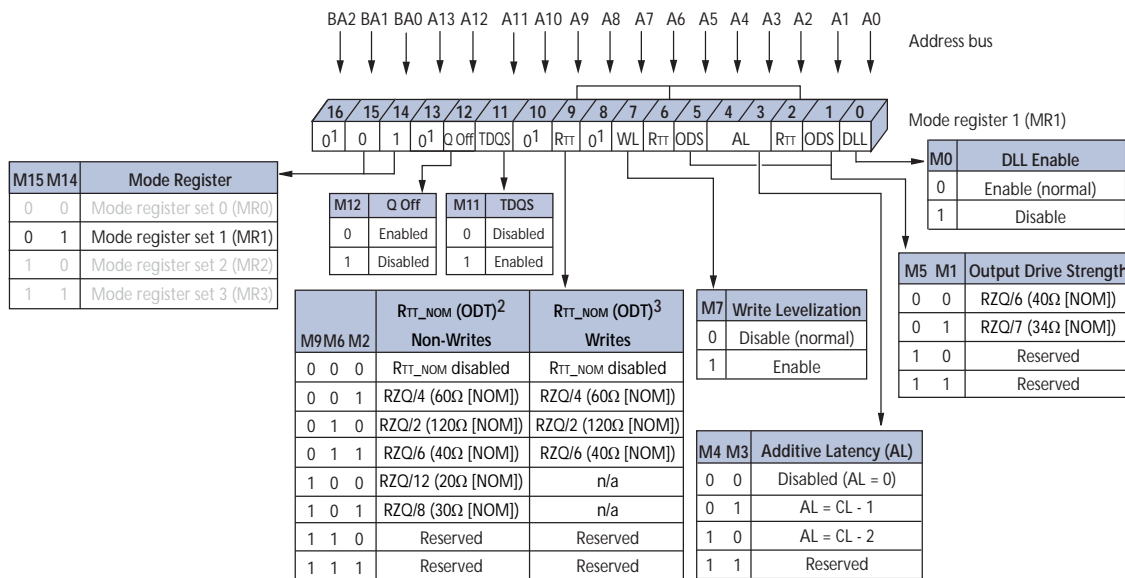 BA2 BA1 BA0 A13 A12 A11 A10 A9 A8 A7 A6 A5 A4 A3 A2 A1 A0
Address bus
16 15 14 13 12 11 10 9 8 7 6 5 4 3 2 1 0
Mode register 1 (MR1)
0¹ 0 1 0¹ Q Off TDQS 0¹ RTT 0¹ WL RTT ODS AL RTT ODS DLL
M0 DLL Enable
0 Enable (normal)
1 Disable
M15 M14 Mode Register
0 0 Mode register set 0 (MR0)
0 1 Mode register set 1 (MR1)
1 0 Mode register set 2 (MR2)
1 1 Mode register set 3 (MR3)
M12 Q Off
0 Enabled
1 Disabled
M11 TDQS
0 Disabled
1 Enabled
M5 M1 Output Drive Strength
0 0 RZQ/6 (40Ω [NOM])
0 1 RZQ/7 (34Ω [NOM])
1 0 Reserved
1 1 Reserved
RTT_NOM (ODT)² RTT_NOM (ODT)³
M9 M6 M2 Non-Writes Writes
0 0 0 RTT_NOM disabled RTT_NOM disabled
0 0 1 RZQ/4 (60Ω [NOM]) RZQ/4 (60Ω [NOM])
0 1 0 RZQ/2 (120Ω [NOM]) RZQ/2 (120Ω [NOM])
0 1 1 RZQ/6 (40Ω [NOM]) RZQ/6 (40Ω [NOM])
1 0 0 RZQ/12 (20Ω [NOM]) n/a
1 0 1 RZQ/8 (30Ω [NOM]) n/a
1 1 0 Reserved Reserved
1 1 1 Reserved Reserved
M7 Write Levelization
0 Disable (normal)
1 Enable
M4 M3 Additive Latency (AL)
0 0 Disabled (AL = 0)
0 1 AL = CL - 1
1 0 AL = CL - 2
1 1 Reserved